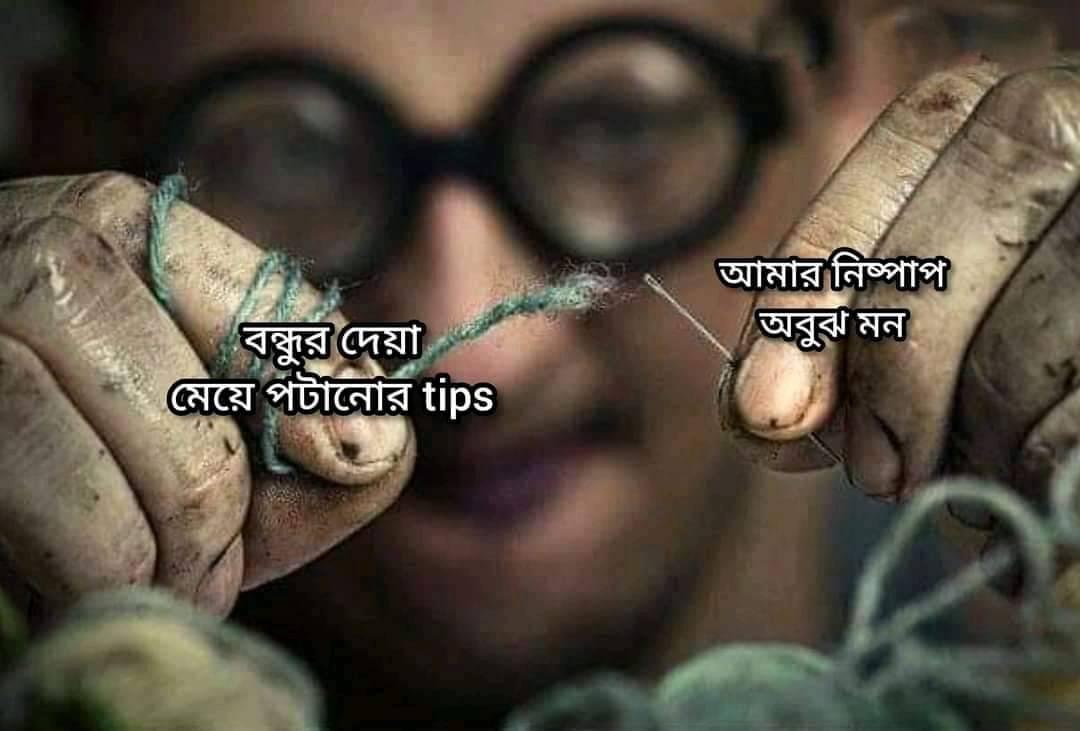 বন্ধুর দেয়া
মেয়ে পটানোর tips
আমার নিষ্পাপ
অবুঝ মন